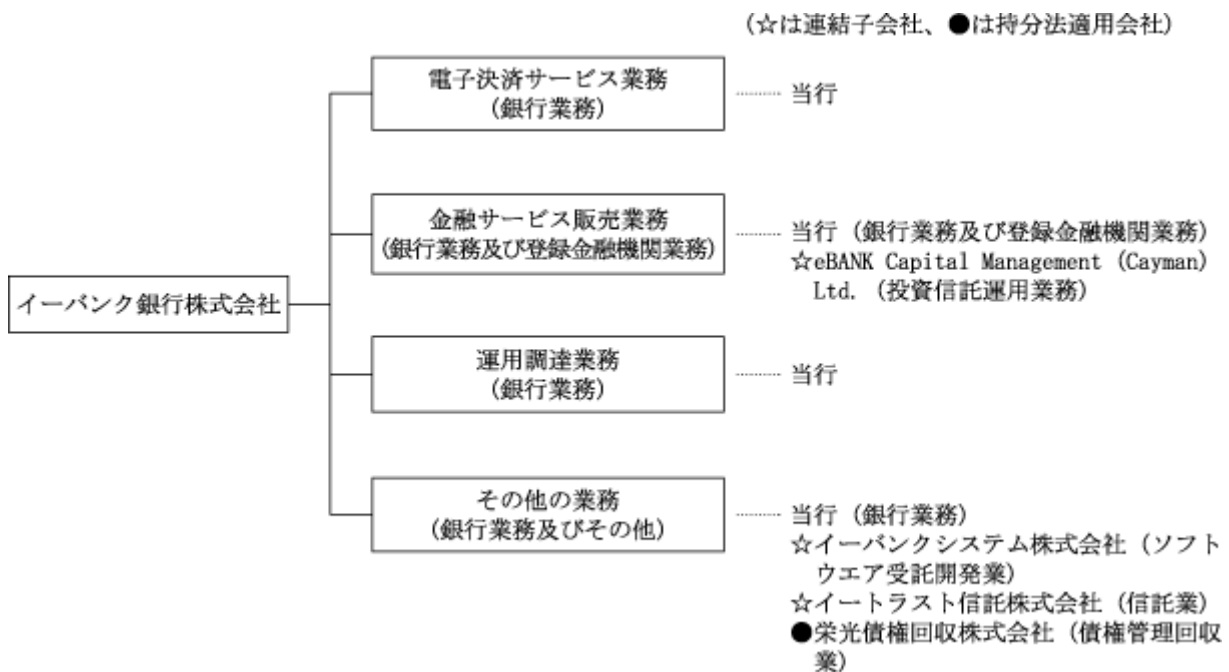 (☆は連結子会社、●は持分法適用会社)
電子決済サービス業務
(銀行業務)
当行
金融サービス販売業務
(銀行業務及び登録金融機関業務)
当行 (銀行業務及び登録金融機関業務)
☆eBANK Capital Management (Cayman)
Ltd. (投資信託運用業務)
イーバンク銀行株式会社
運用調達業務
(銀行業務)
当行
その他の業務
(銀行業務及びその他)
当行 (銀行業務)
☆イーバンクシステム株式会社 (ソフト
ウエア受託開発業)
☆イートラスト信託株式会社 (信託業)
●栄光債権回収株式会社 (債権管理回収
業)